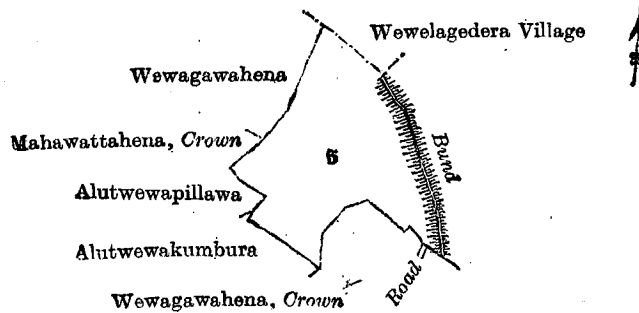 Wewelagedera Village
Wewagawahena
Mahawattahena, Crown
6
Bund
Alutwewapillawa
Alutwewakumbura
Road
Wewagawahena, Crown